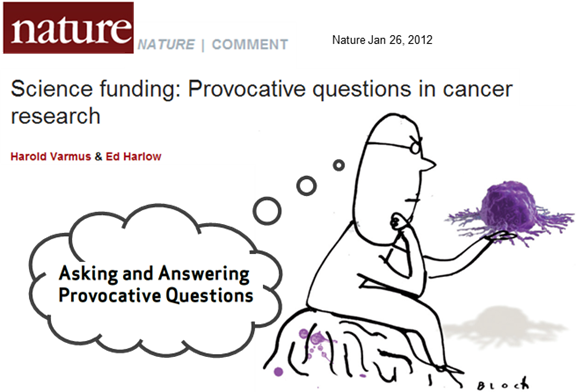 nature
NATURE | COMMENT
Nature Jan 26, 2012
Science funding: Provocative questions in cancer
research
Harold Varmus & Ed Harlow
Asking and Answering
Provocative Questions
BLOCH